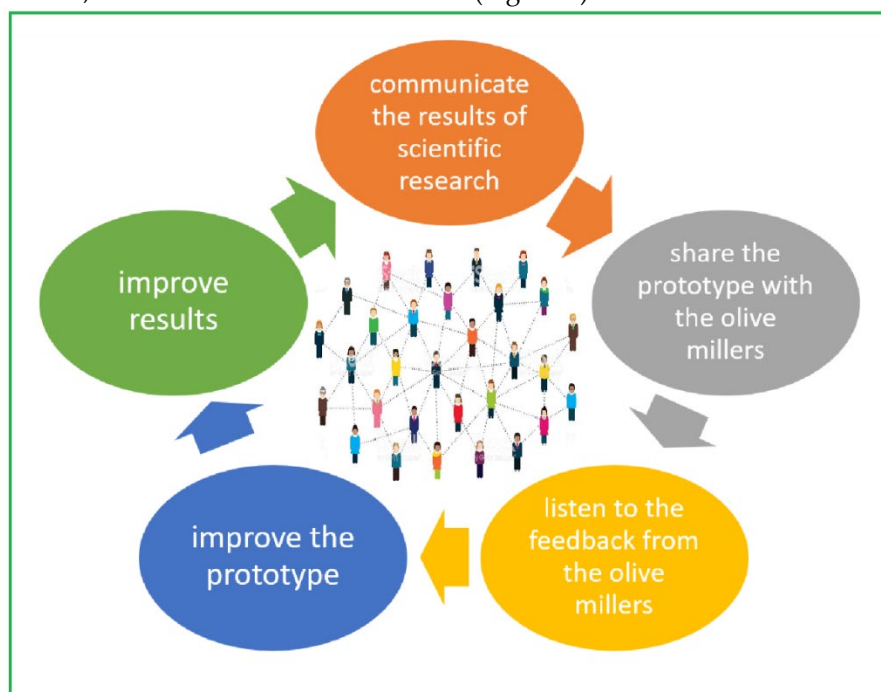 communicate
the results of
scientific
research
share the
prototype with
the olive
millers
listen to the
feedback from
the olive
millers
improve the
prototype
improve
results